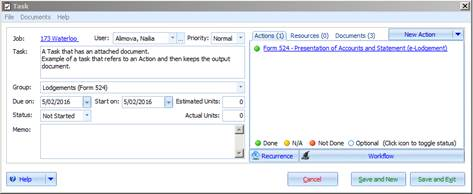 Task
File Documents Help
Job: 173 Waterloo User: Alimova, Nailia ... Priority: Normal
Task: A Task that has an attached document.
Example of a task that refers to an Action and then keeps the output
document.
Group: Lodgements (Form 524)
Due on: 5/02/2016 Start on: 5/02/2016 Estimated Units: 0
Status: Not Started Actual Units: 0
Memo:
Actions (1) Resources (0) Documents (3) New Action
Form 524 - Presentation of Accounts and Statement (e-Lodgement)
Done N/A Not Done Optional (Click icon to toggle status)
Recurrence Workflow
Help Cancel Save and New Save and Exit